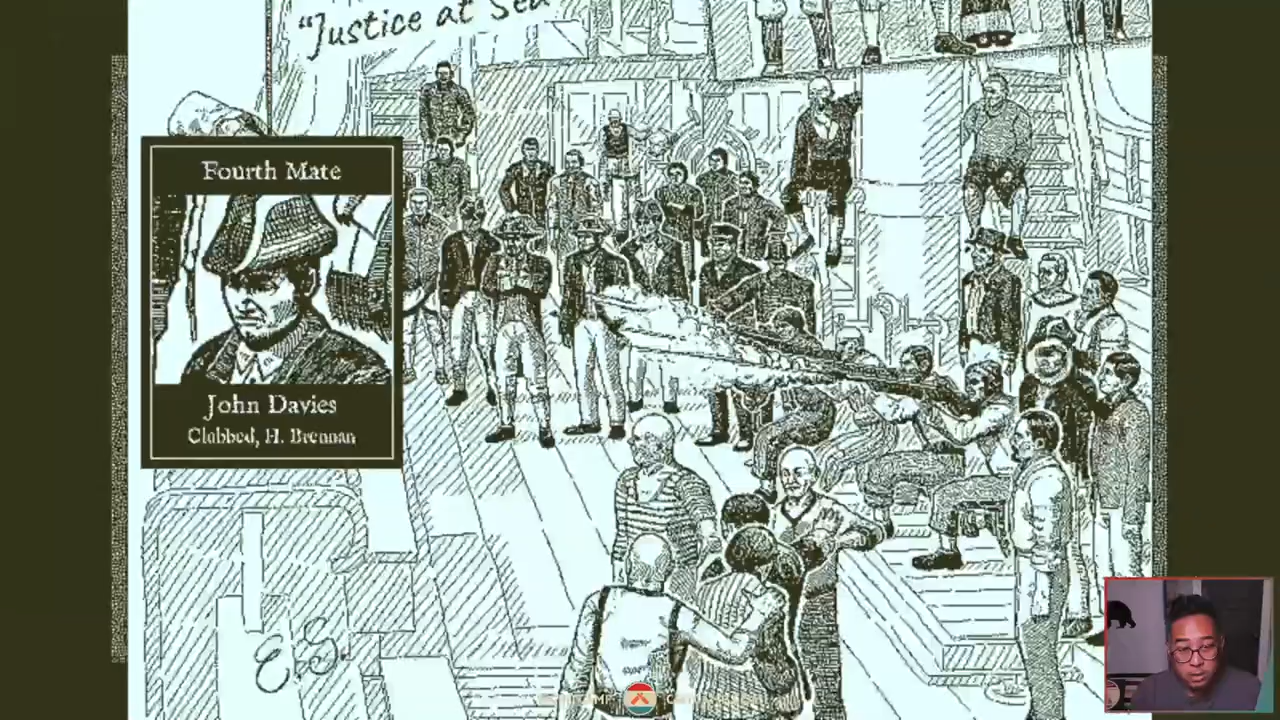 "Justice at Sea
Fourth Mate
John Davies
Clubbed, H. Brennan
E.S.